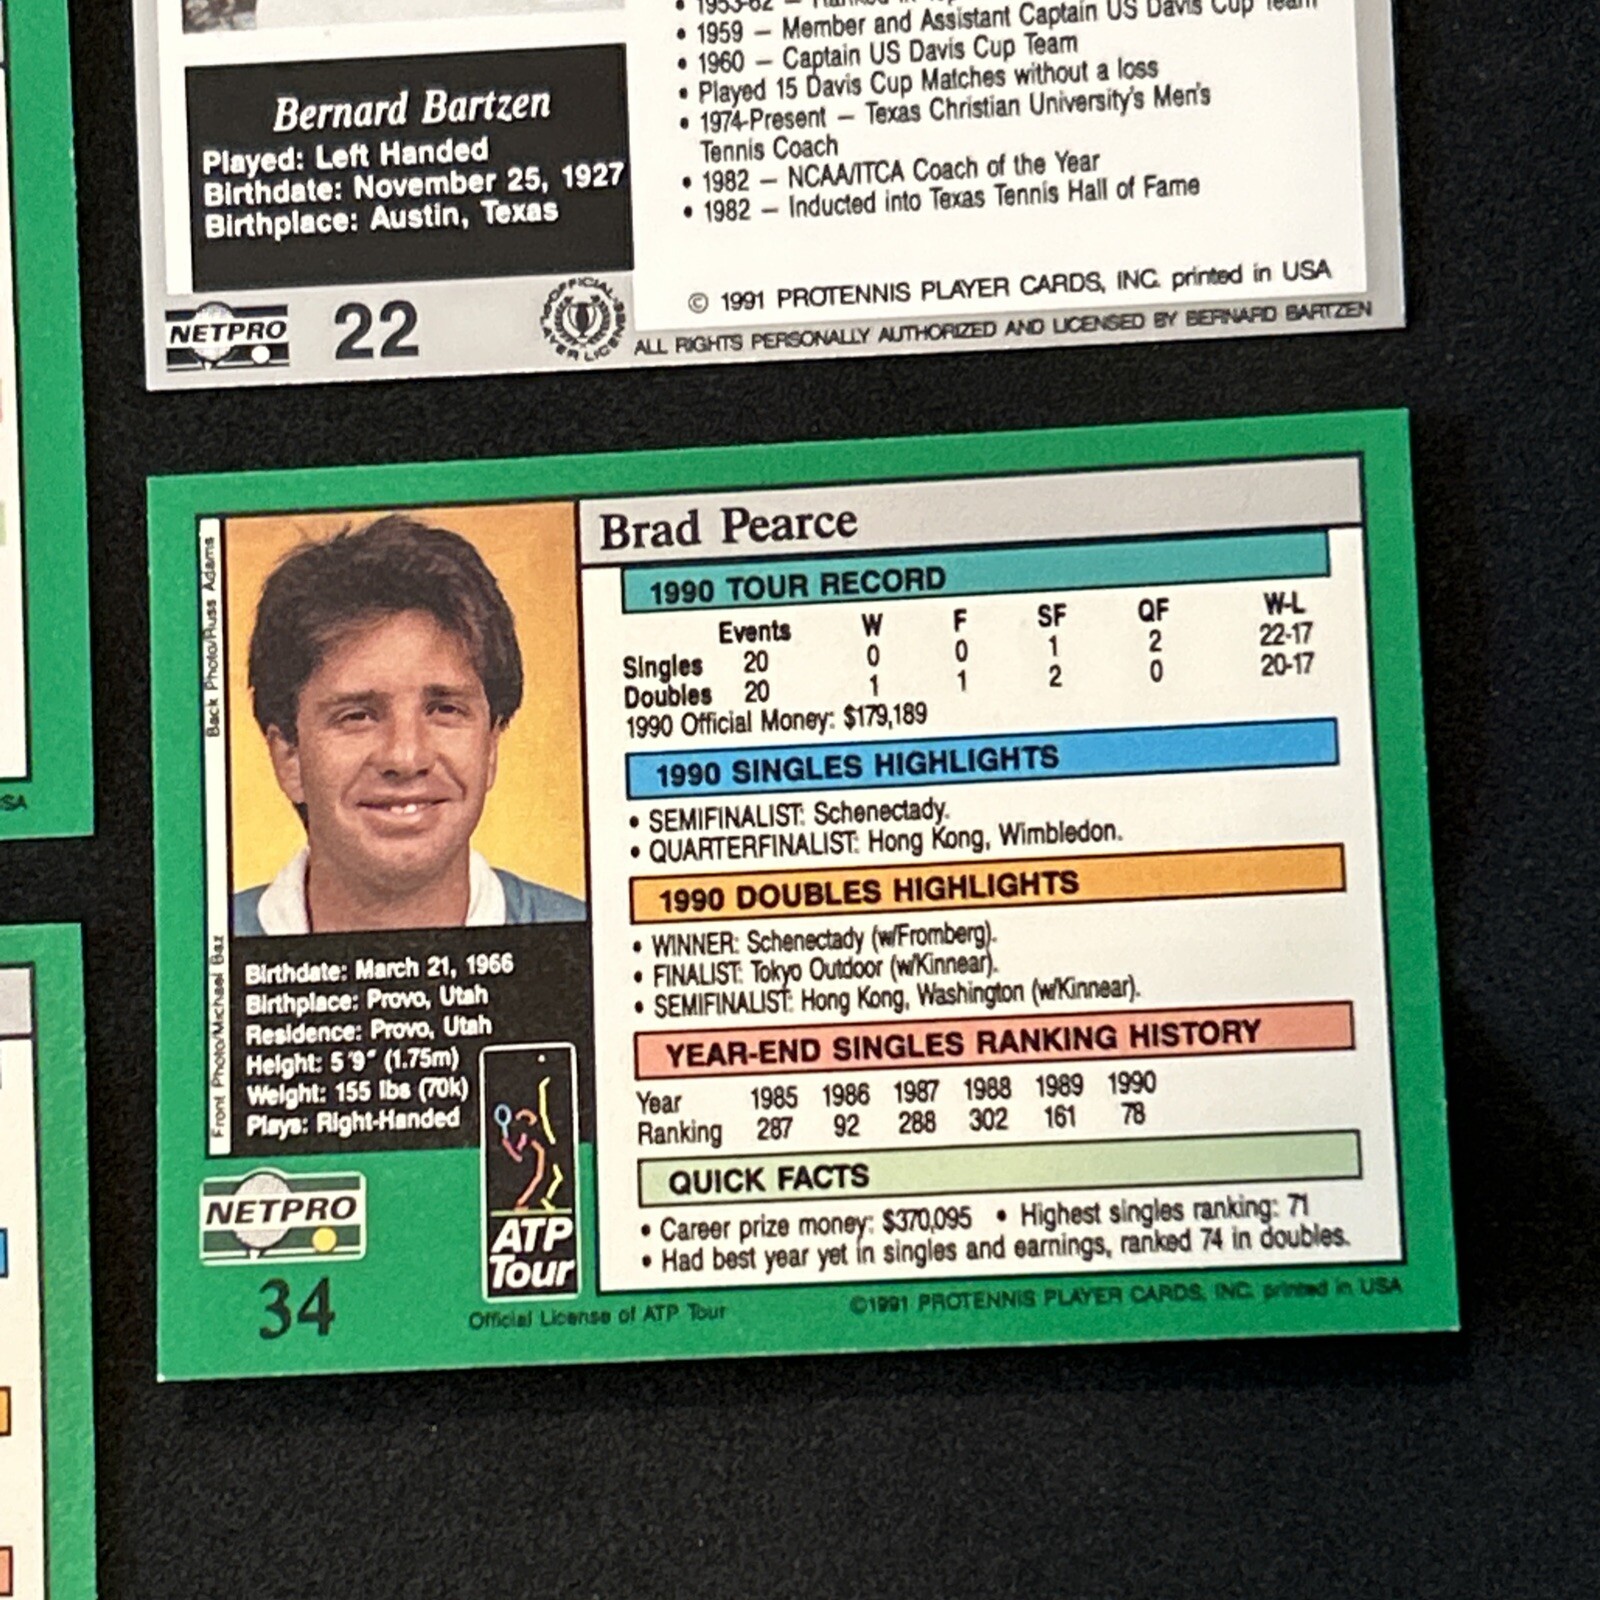 • 1959 – Member and Assistant Captain US Davis Cup Team
• 1960 – Captain US Davis Cup Team
• Played 15 Davis Cup Matches without a loss
• 1974-Present – Texas Christian University's Men's
Tennis Coach
• 1982 – NCAA/ITCA Coach of the Year
• 1982 – Inducted into Texas Tennis Hall of Fame
© 1991 PROTENNIS PLAYER CARDS, INC. printed in USA
ALL RIGHTS PERSONALLY AUTHORIZED AND LICENSED BY BERNARD BARTZEN
Bernard Bartzen
Played: Left Handed
Birthdate: November 25, 1927
Birthplace: Austin, Texas
NETPRO
22
SA
Back Photo/Russ Adams
Front Photo/Michael Baz
Brad Pearce
1990 TOUR RECORD
Events W F SF QF W-L
Singles 20 0 0 1 2 22-17
Doubles 20 1 1 2 0 20-17
1990 Official Money: $179,189
1990 SINGLES HIGHLIGHTS
• SEMIFINALIST: Schenectady.
• QUARTERFINALIST: Hong Kong, Wimbledon.
1990 DOUBLES HIGHLIGHTS
• WINNER: Schenectady (w/Fromberg).
• FINALIST: Tokyo Outdoor (w/Kinnear).
• SEMIFINALIST: Hong Kong, Washington (w/Kinnear).
YEAR-END SINGLES RANKING HISTORY
Year 1985 1986 1987 1988 1989 1990
Ranking 287 92 288 302 161 78
QUICK FACTS
• Career prize money: $370,095 • Highest singles ranking: 71
• Had best year yet in singles and earnings, ranked 74 in doubles.
Birthdate: March 21, 1966
Birthplace: Provo, Utah
Residence: Provo, Utah
Height: 5'9" (1.75m)
Weight: 155 lbs (70k)
Plays: Right-Handed
NETPRO
34
ATP
Tour
Official License of ATP Tour
©1991 PROTENNIS PLAYER CARDS, INC. printed in USA